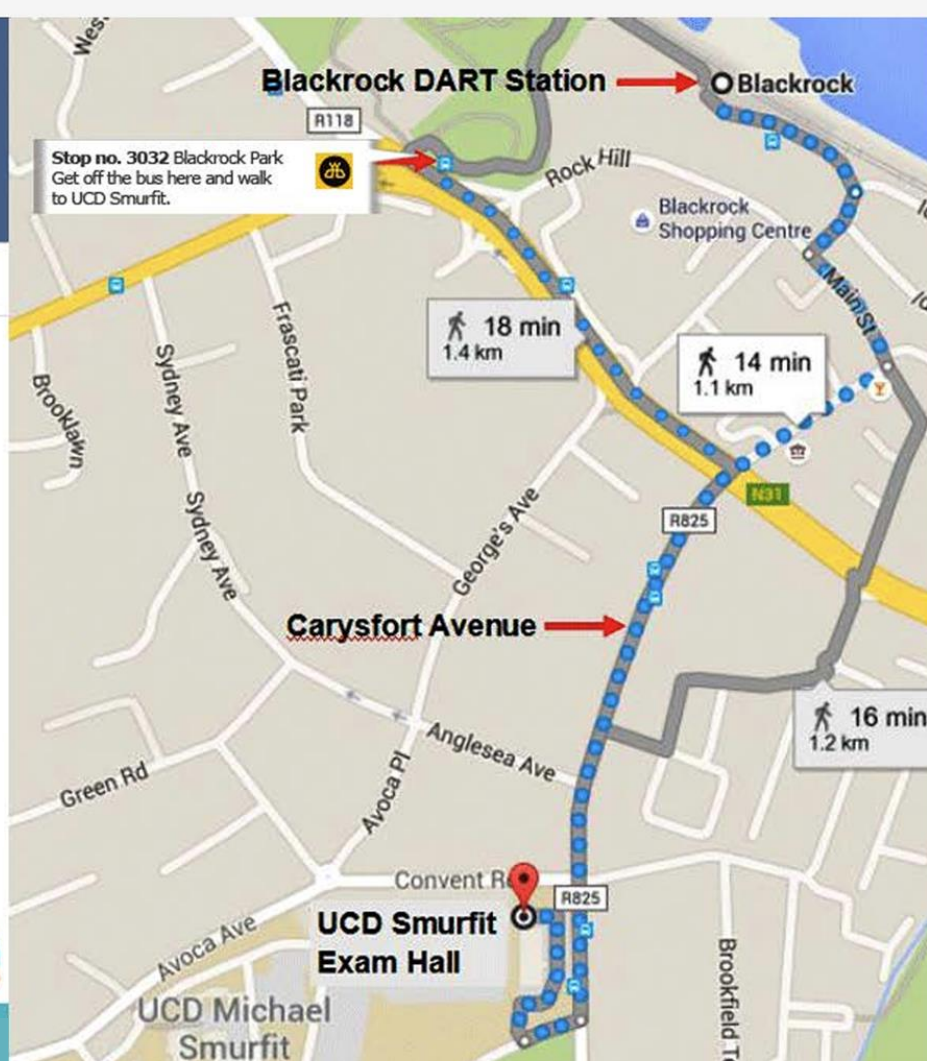 West
Blackrock DART Station
Blackrock
R118
Stop no. 3032 Blackrock Park
Get off the bus here and walk
to UCD Smurfit.
Rock Hill
Blackrock
Shopping Centre
Main St
18 min
1.4 km
14 min
1.1 km
Frascati Park
Sydney Ave
Brooklawn
N31
R825
Sydney Ave
George's Ave
Carysfort Avenue
16 min
1.2 km
Anglesea Ave
Green Rd
Avoca Pl
Convent R
R825
UCD Smurfit
Exam Hall
Avoca Ave
Brookfield Te
UCD Michael
Smurfit